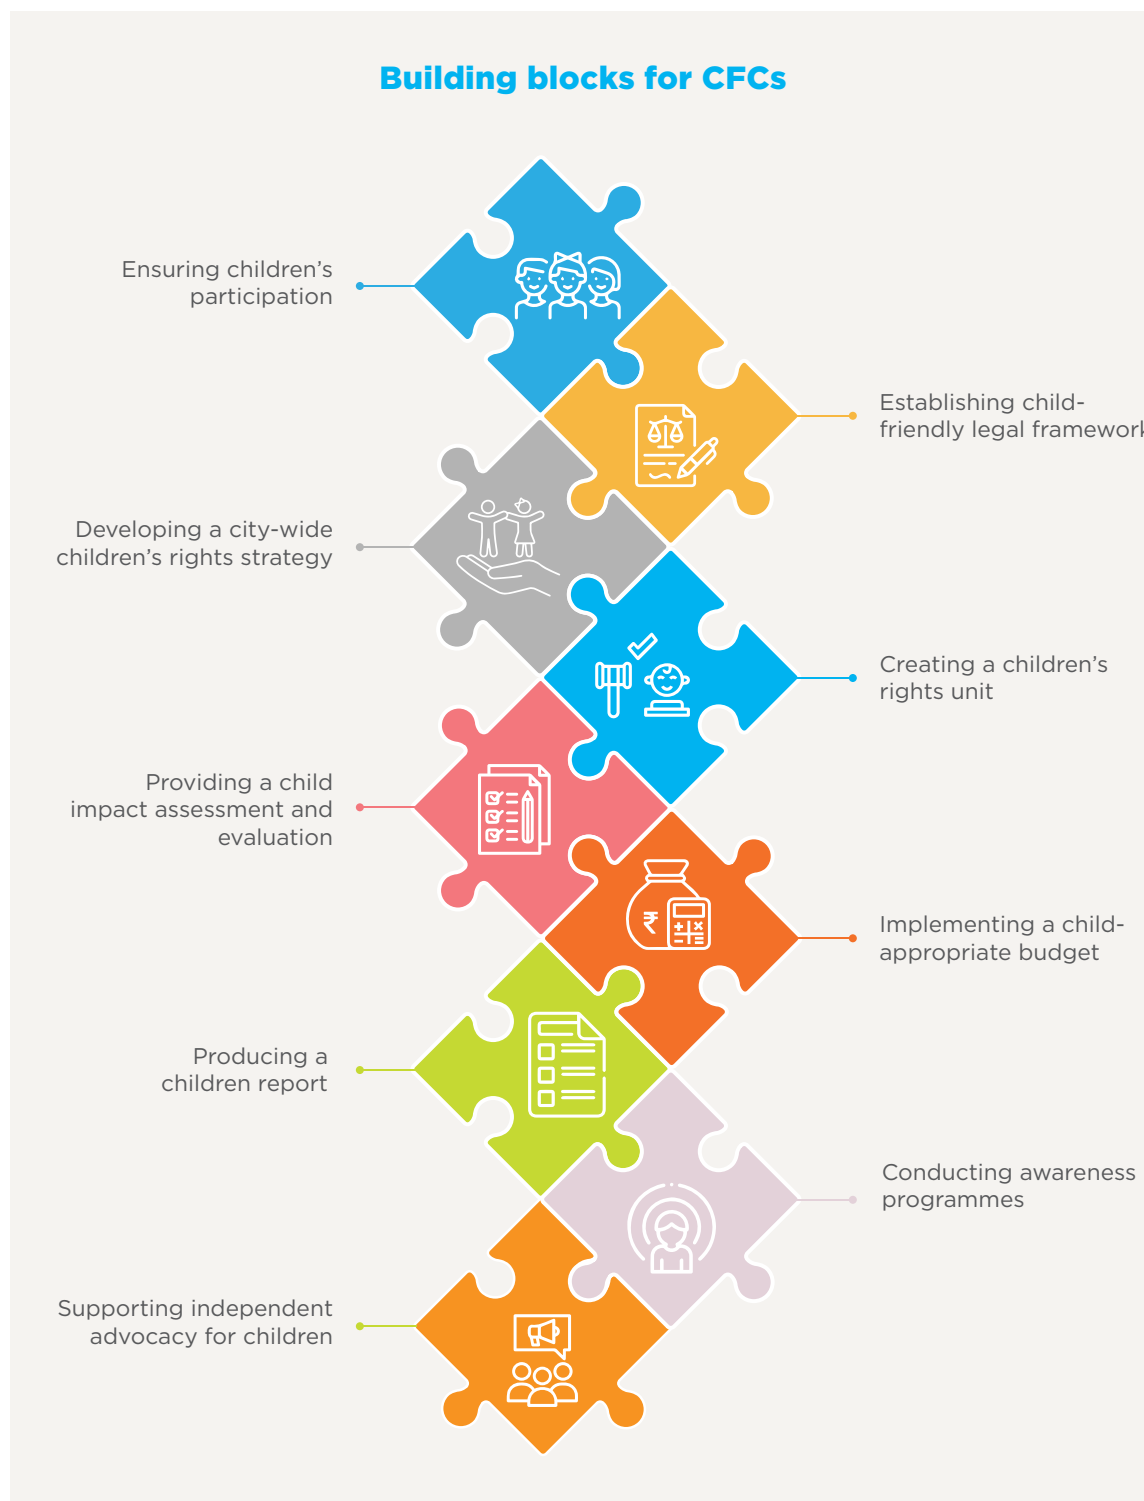 Building blocks for CFCs
Ensuring children's
participation
Establishing child-
friendly legal framework
Developing a city-wide
children's rights strategy
Creating a children's
rights unit
Providing a child
impact assessment and
evaluation
₹
Implementing a child-
appropriate budget
Producing a
children report
Conducting awareness
programmes
Supporting independent
advocacy for children